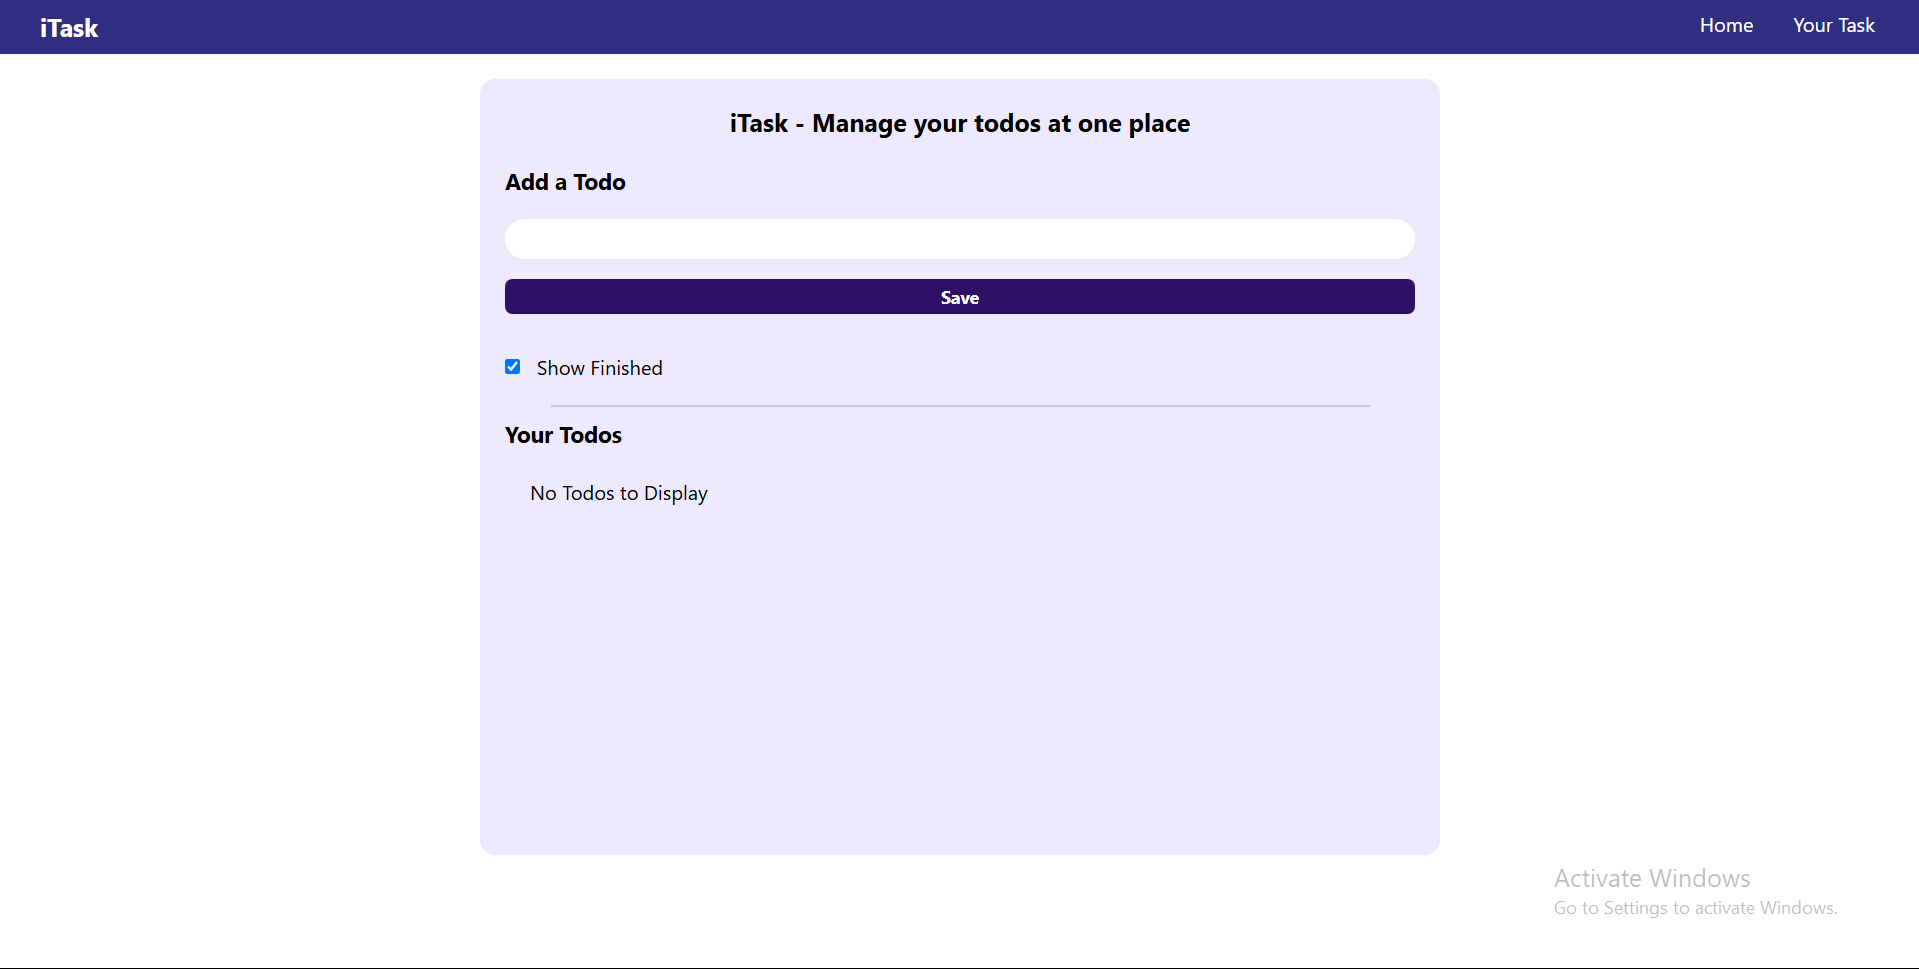 iTask
Home
Your Task
iTask - Manage your todos at one place
Add a Todo
Save
Show Finished
Your Todos
No Todos to Display
Activate Windows
Go to Settings to activate Windows.